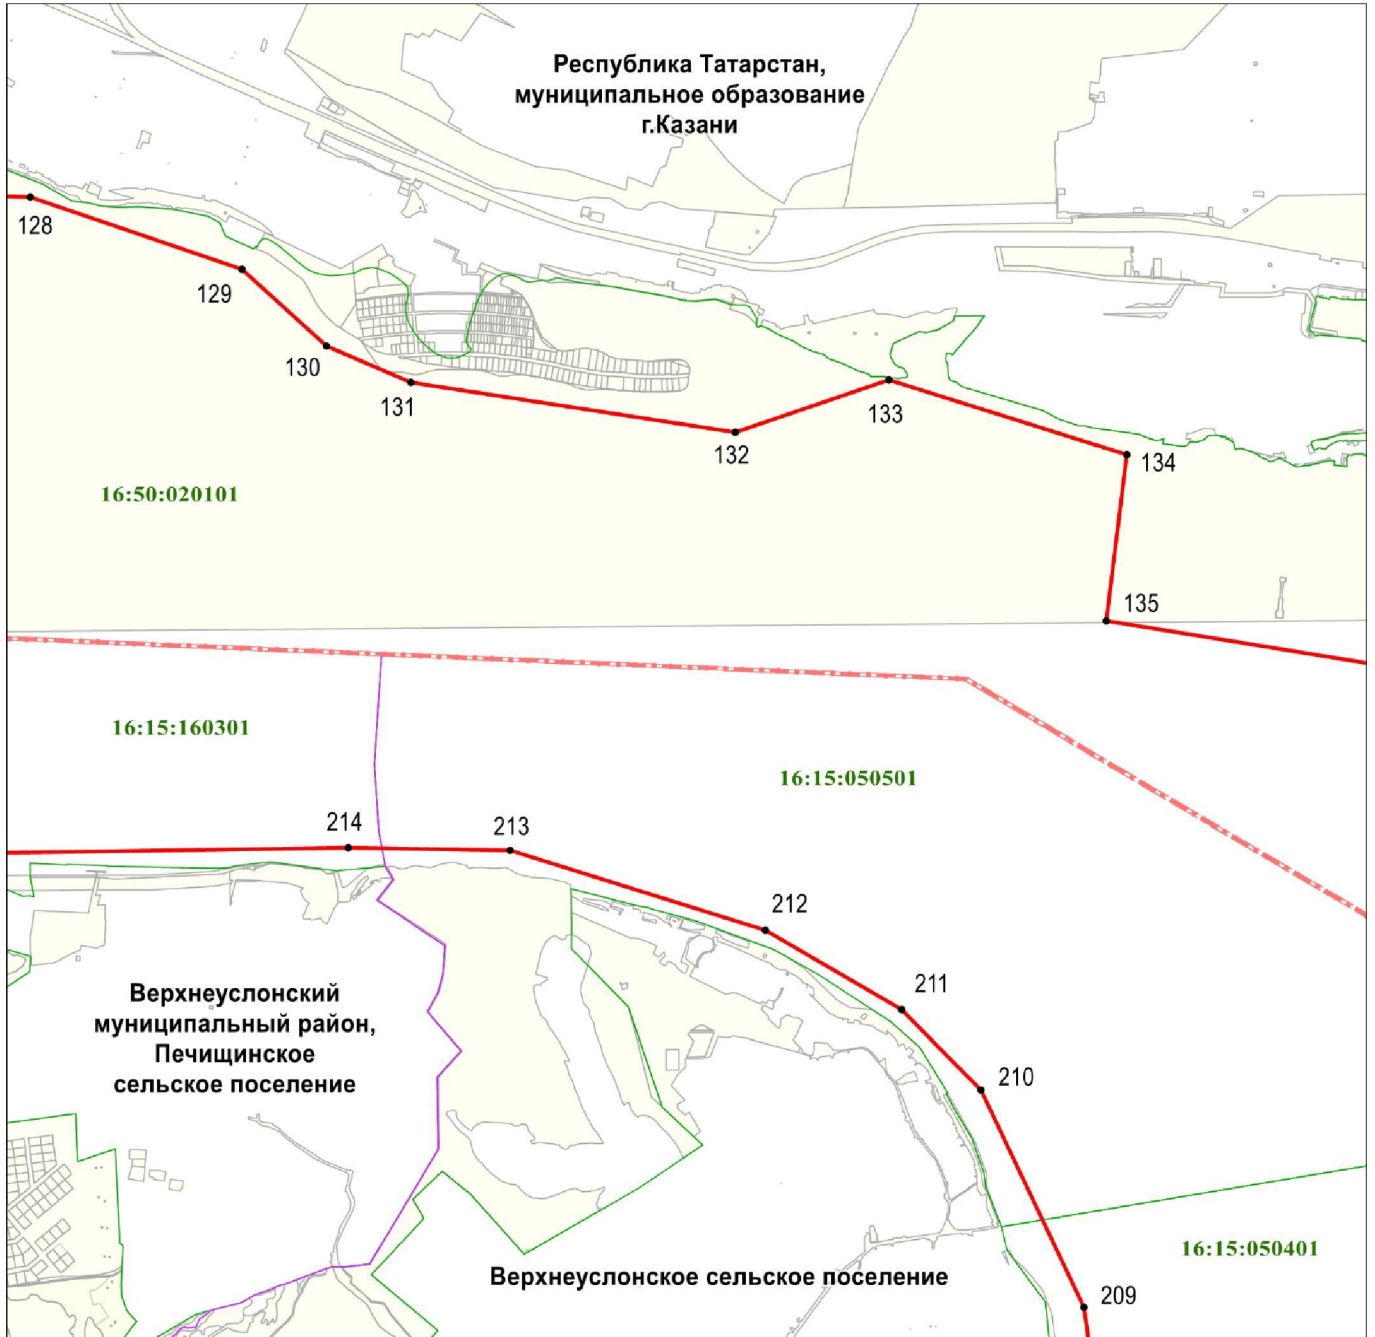 Республика Татарстан,
муниципальное образование
г.Казани
128
129
130
131
132
133
134
16:50:020101
135
16:15:160301
16:15:050501
214
213
212
211
210
Верхнеуслонский
муниципальный район,
Печищинское
сельское поселение
16:15:050401
Верхнеуслонское сельское поселение
209